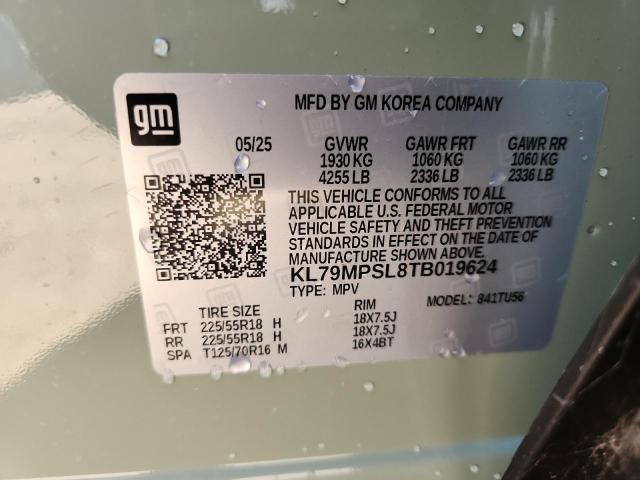 gm
MFD BY GM KOREA COMPANY
05/25 GVWR GAWR FRT GAWR RR
1930 KG 1060 KG 1060 KG
4255 LB 2336 LB 2336 LB
THIS VEHICLE CONFORMS TO ALL
APPLICABLE U.S. FEDERAL MOTOR
VEHICLE SAFETY AND THEFT PREVENTION
STANDARDS IN EFFECT ON THE DATE OF
MANUFACTURE SHOWN ABOVE.
KL79MPSL8TB019624
TYPE: MPV MODEL: 841TU56
TIRE SIZE RIM
FRT 225/55R18 H 18X7.5J
RR 225/55R18 H 18X7.5J
SPA T125/70R16 M 16X4BT